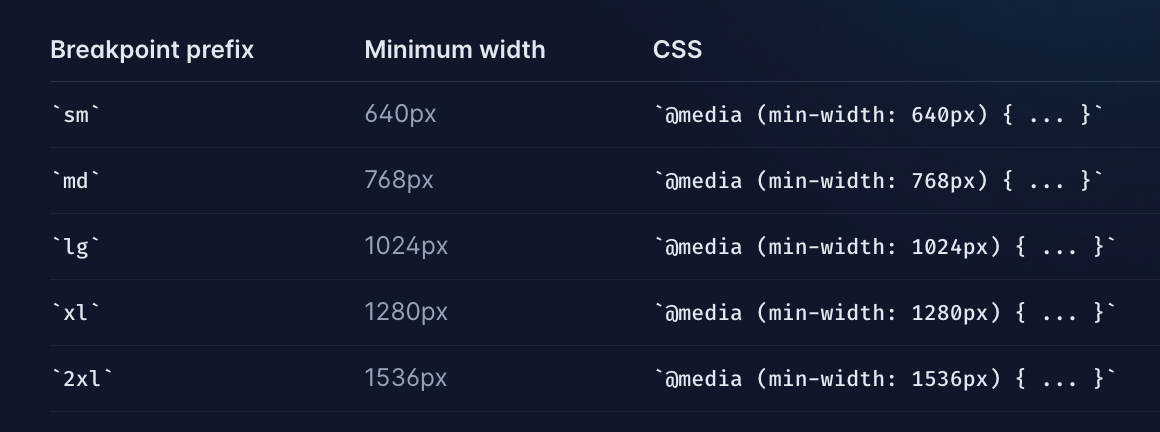 Breakpoint prefix Minimum width CSS
`sm` 640px `@media (min-width: 640px) { ... }`
`md` 768px `@media (min-width: 768px) { ... }`
`lg` 1024px `@media (min-width: 1024px) { ... }`
`xl` 1280px `@media (min-width: 1280px) { ... }`
`2xl` 1536px `@media (min-width: 1536px) { ... }`